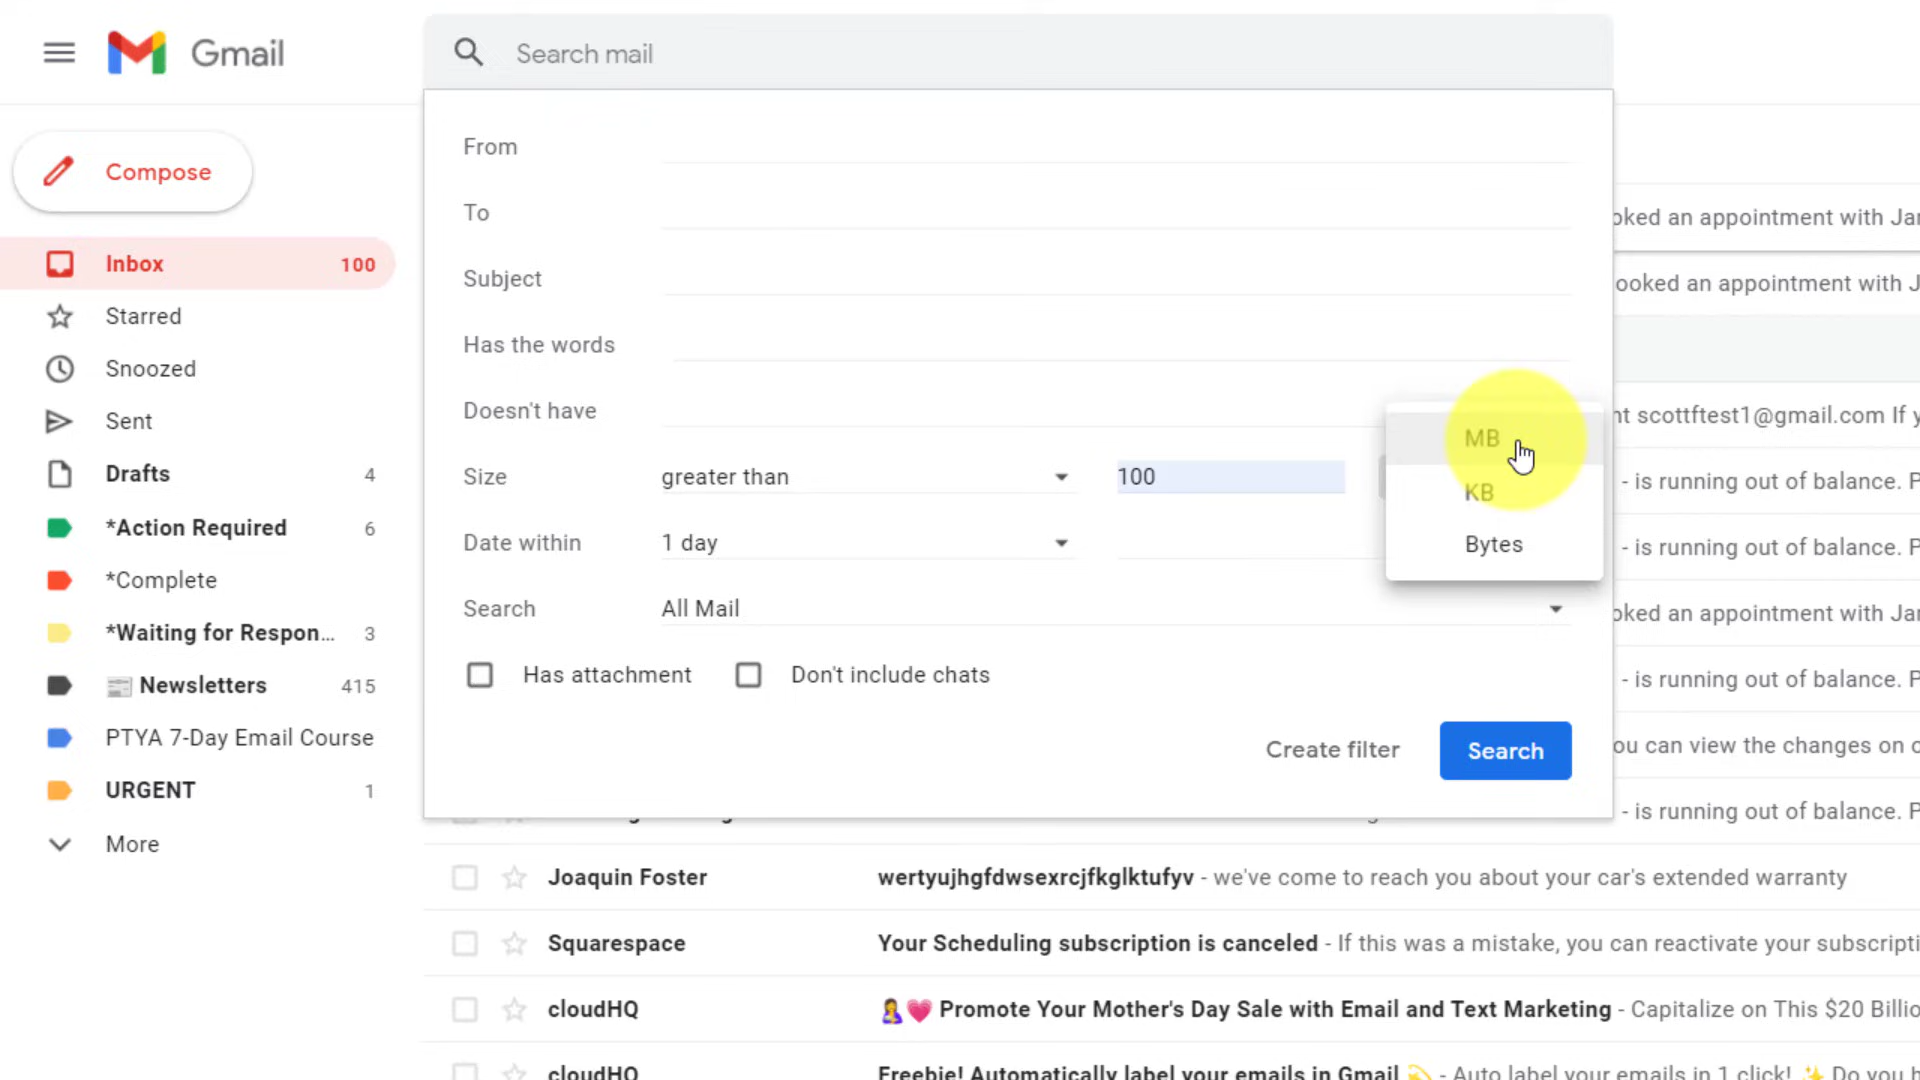 Gmail
Search mail
Compose
Inbox 100
Starred
Snoozed
Sent
Drafts 4
*Action Required 6
*Complete
*Waiting for Respon... 3
Newsletters 415
PTYA 7-Day Email Course
URGENT 1
More
From
To
Subject
Has the words
Doesn't have
Size greater than 100
MB
KB
Bytes
Date within 1 day
Search All Mail
Has attachment Don't include chats
Create filter Search
oked an appointment with Jar
ooked an appointment with J
nt scottftest1@gmail.com If y
- is running out of balance. P
- is running out of balance. P
oked an appointment with Jar
- is running out of balance. P
ou can view the changes on c
- is running out of balance. P
Joaquin Foster wertyujhgfdwsexrcjfkglktufyv - we've come to reach you about your car's extended warranty
Squarespace Your Scheduling subscription is canceled - If this was a mistake, you can reactivate your subscripti
cloudHQ 🤱💗 Promote Your Mother's Day Sale with Email and Text Marketing - Capitalize on This $20 Billio
cloudHQ Freebie! Automatically label your emails in Gmail 💫 - Auto label your emails in 1 click! ✨ Do you h